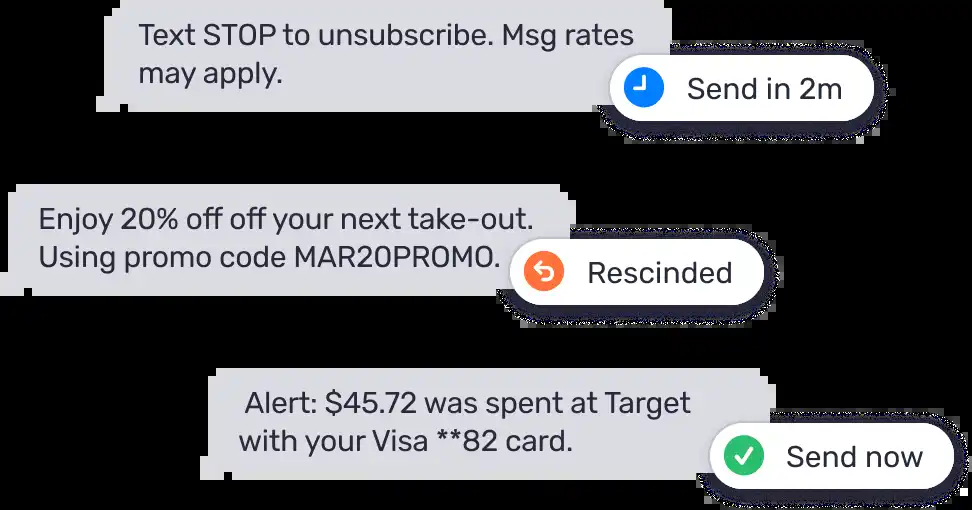 Text STOP to unsubscribe. Msg rates
may apply.
Send in 2m
Enjoy 20% off off your next take-out.
Using promo code MAR20PROMO.
Rescinded
Alert: $45.72 was spent at Target
with your Visa **82 card.
Send now